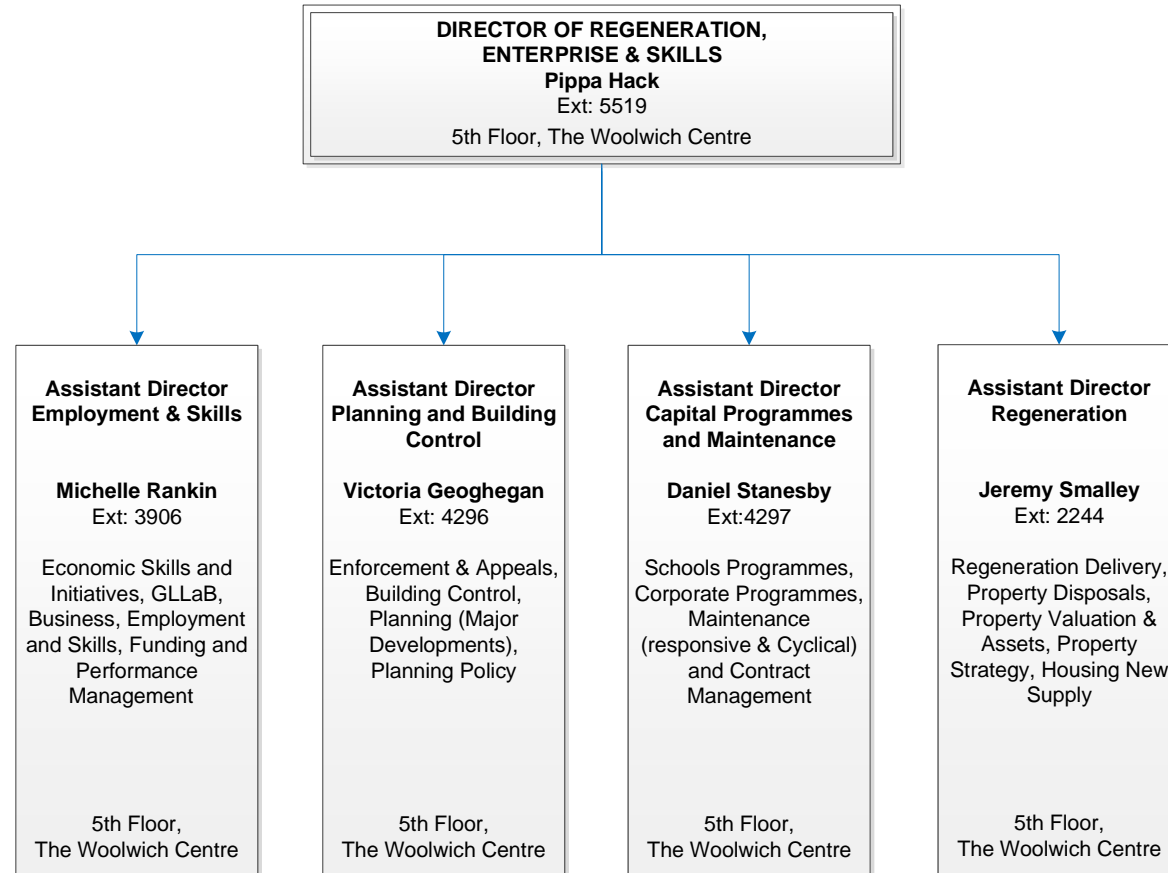 DIRECTOR OF REGENERATION,
ENTERPRISE & SKILLS
Pippa Hack
Ext: 5519
5th Floor, The Woolwich Centre
Assistant Director
Employment & Skills
Michelle Rankin
Ext: 3906
Economic Skills and
Initiatives, GLLaB,
Business, Employment
and Skills, Funding and
Performance
Management
5th Floor,
The Woolwich Centre
Assistant Director
Planning and Building
Control
Victoria Geoghegan
Ext: 4296
Enforcement & Appeals,
Building Control,
Planning (Major
Developments),
Planning Policy
5th Floor,
The Woolwich Centre
Assistant Director
Capital Programmes
and Maintenance
Daniel Stanesby
Ext:4297
Schools Programmes,
Corporate Programmes,
Maintenance
(responsive & Cyclical)
and Contract
Management
5th Floor,
The Woolwich Centre
Assistant Director
Regeneration
Jeremy Smalley
Ext: 2244
Regeneration Delivery,
Property Disposals,
Property Valuation &
Assets, Property
Strategy, Housing New
Supply
5th Floor,
The Woolwich Centre